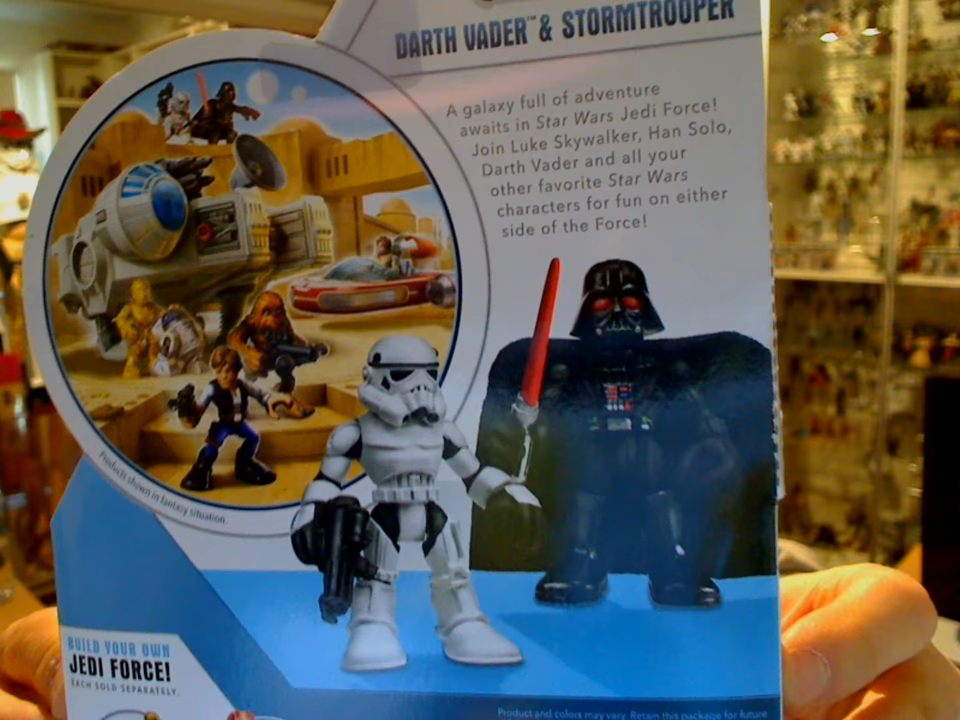 DARTH VADER™ & STORMTROOPER
A galaxy full of adventure
awaits in Star Wars Jedi Force!
Join Luke Skywalker, Han Solo,
Darth Vader and all your
other favorite Star Wars
characters for fun on either
side of the Force!
Products shown in fantasy situation.
BUILD YOUR OWN
JEDI FORCE!
EACH SOLD SEPARATELY.
Product and colors may vary. Retain this package for future